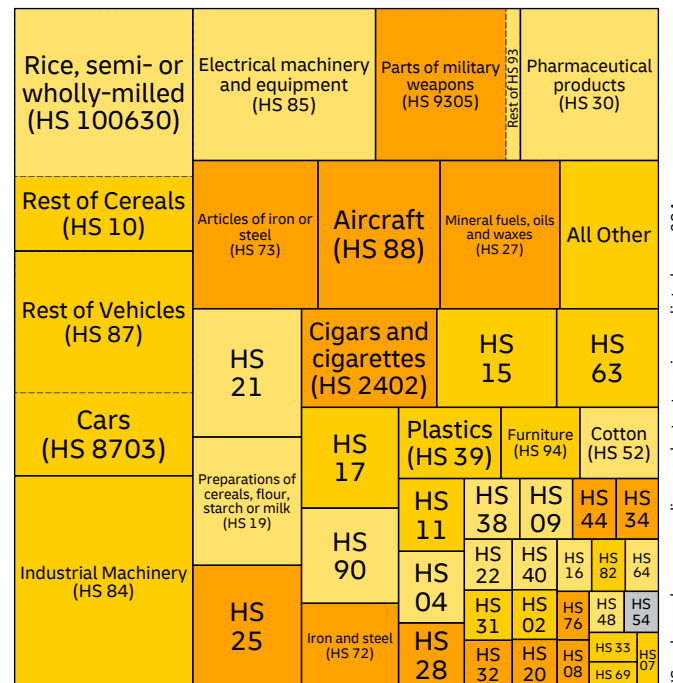 Rice, semi- or
wholly-milled
(HS 100630)
Electrical machinery
and equipment
(HS 85)
Parts of military
weapons
(HS 9305)
Rest of HS 93
Pharmaceutical
products
(HS 30)
Rest of Cereals
(HS 10)
Articles of iron or
steel
(HS 73)
Aircraft
(HS 88)
Mineral fuels, oils
and waxes
(HS 27)
All Other
Rest of Vehicles
(HS 87)
HS
21
Cigars and
cigarettes
(HS 2402)
HS
15
HS
63
Cars
(HS 8703)
Preparations of
cereals, flour,
starch or milk
(HS 19)
HS
17
Plastics
(HS 39)
Furniture
(HS 94)
Cotton
(HS 52)
Industrial Machinery
(HS 84)
HS
25
HS
90
Iron and steel
(HS 72)
HS
11
HS
04
HS
28
HS
38
HS
09
HS
44
HS
34
HS
22
HS
40
HS
16
HS
82
HS
64
HS
31
HS
02
HS
76
HS
48
HS
54
HS
32
HS
20
HS
08
HS 33
HS 69
HS
07